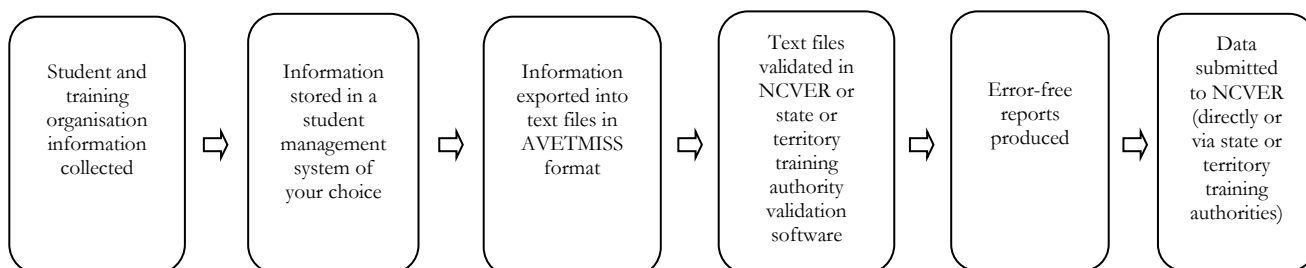 Student and
training
organisation
information
collected
Information
stored in a
student
management
system of
your choice
Information
exported into
text files in
AVETMISS
format
Text files
validated in
NCVER or
state or
territory
training
authority
validation
software
Error-free
reports
produced
Data
submitted
to NCVER
(directly or
via state or
territory
training
authorities)